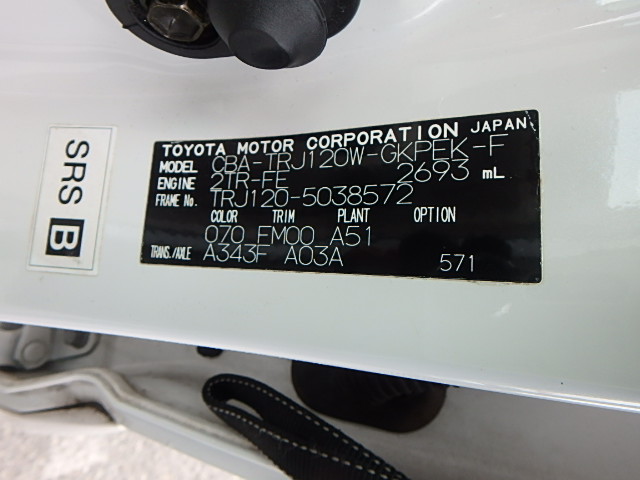 TOYOTA MOTOR CORPORATION JAPAN
MODEL CBA-TRJ120W-GKPEK-F
ENGINE 2TR-FE 2693 mL
FRAME No. TRJ120-5038572
COLOR TRIM PLANT OPTION
070 FM00 A51
TRANS./AXLE A343F A03A 571
SRS B